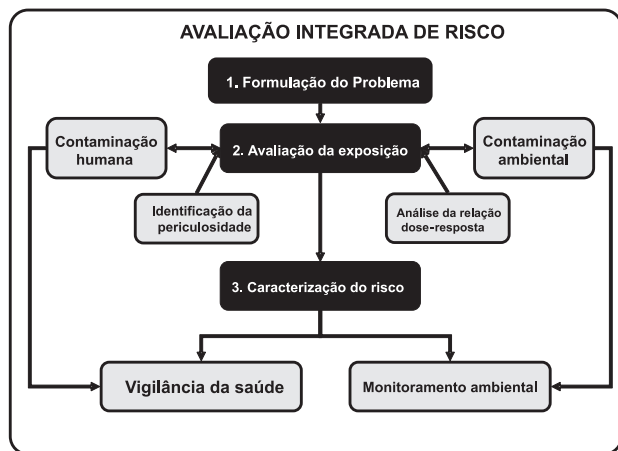 AVALIAÇÃO INTEGRADA DE RISCO
1. Formulação do Problema
Contaminação
humana
2. Avaliação da exposição
Contaminação
ambiental
Identificação da
periculosidade
Análise da relação
dose-resposta
3. Caracterização do risco
Vigilância da saúde
Monitoramento ambiental